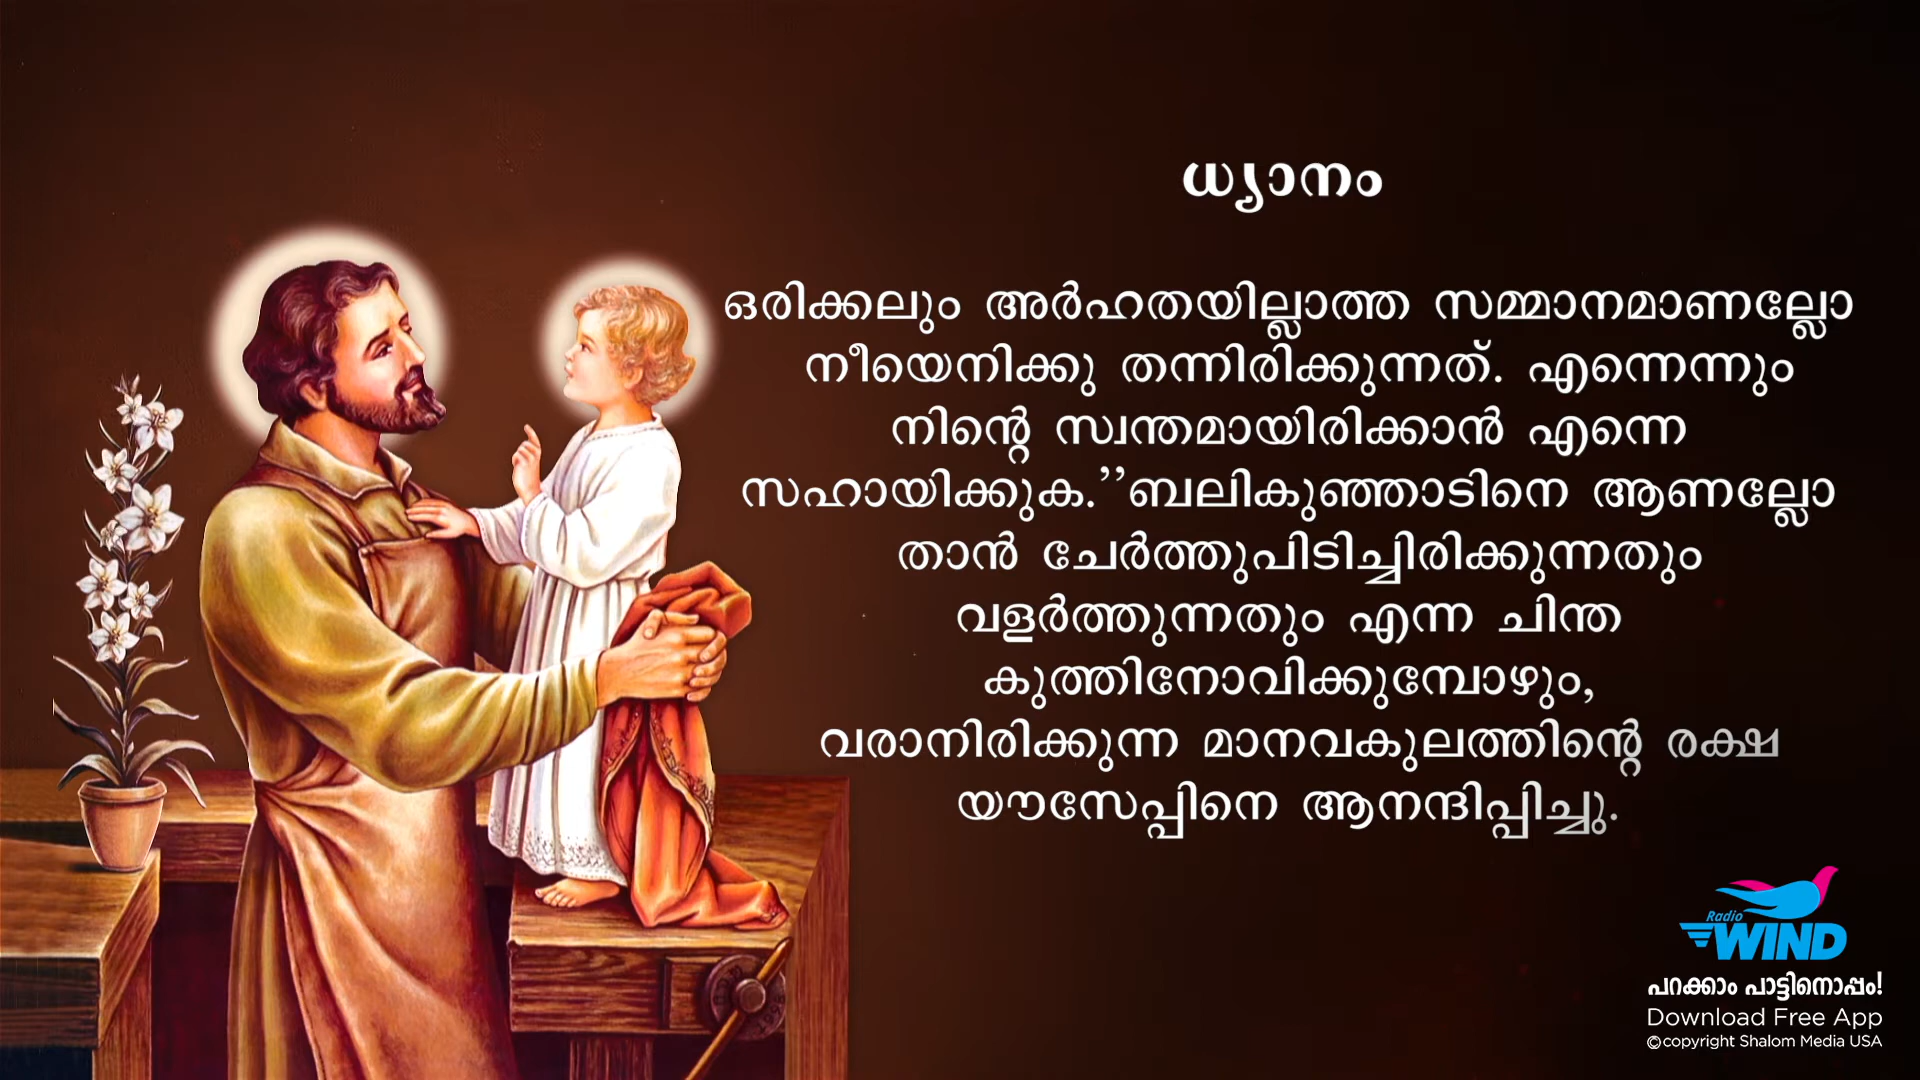 ധ്യാനം
ഒരിക്കലും അർഹതയില്ലാത്ത സമ്മാനമാണല്ലോ
നീയെനിക്കു തന്നിരിക്കുന്നത്. എന്നെന്നും
നിന്റെ സ്വന്തമായിരിക്കാൻ എന്നെ
സഹായിക്കുക.’’ബലികുഞ്ഞാടിനെ ആണല്ലോ
താൻ ചേർത്തുപിടിച്ചിരിക്കുന്നതും
വളർത്തുന്നതും എന്ന ചിന്ത
കുത്തിനോവിക്കുമ്പോഴും,
വരാനിരിക്കുന്ന മാനവകുലത്തിന്റെ രക്ഷ
യൗസേപ്പിനെ ആനന്ദിപ്പിച്ചു.
Radio
WIND
പറക്കാം പാട്ടിനൊപ്പം!
Download Free App
©copyright Shalom Media USA